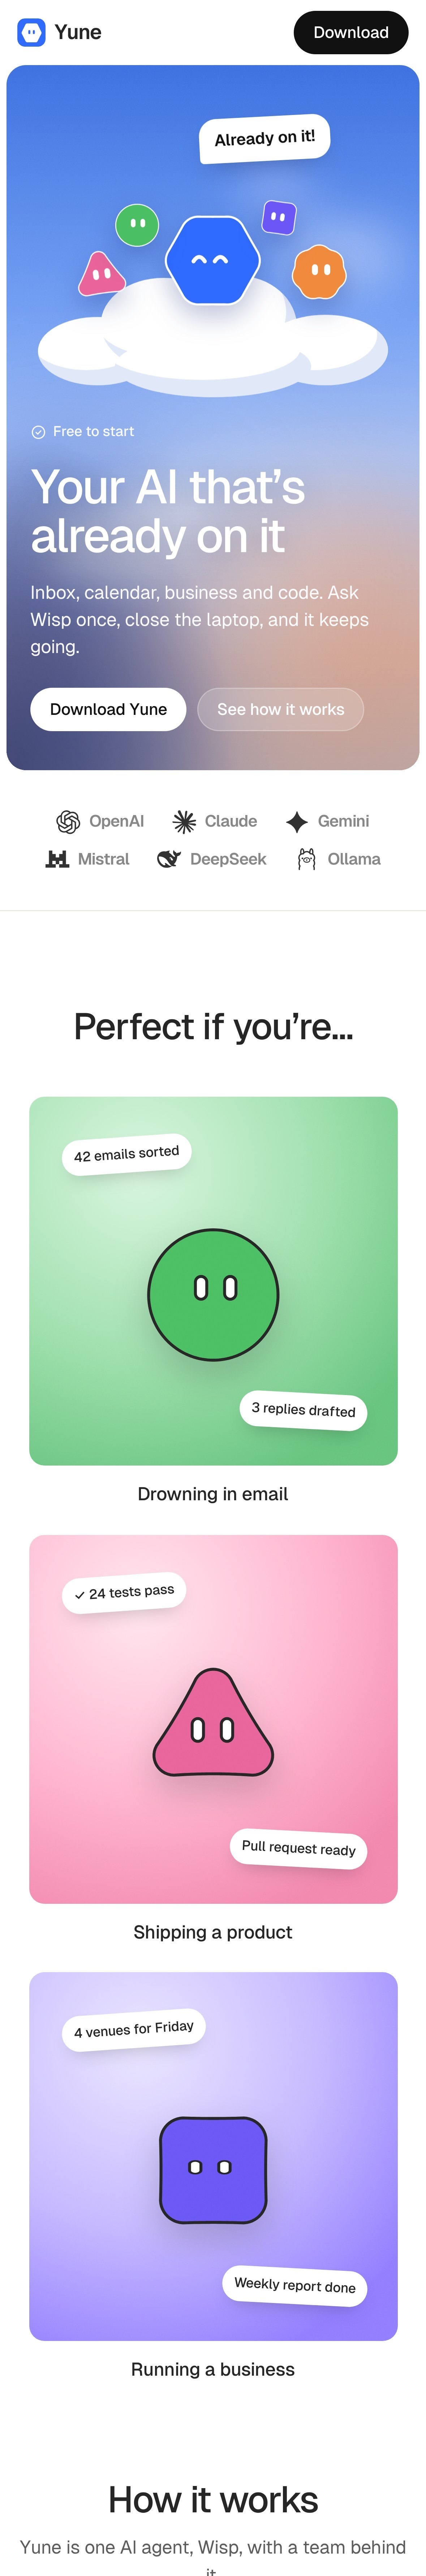 Yune
Download
Already on it!
Free to start
Your AI that’s
already on it
Inbox, calendar, business and code. Ask
Wisp once, close the laptop, and it keeps
going.
Download Yune
See how it works
OpenAI
Claude
Gemini
Mistral
DeepSeek
Ollama
Perfect if you’re…
42 emails sorted
3 replies drafted
Drowning in email
✓ 24 tests pass
Pull request ready
Shipping a product
4 venues for Friday
Weekly report done
Running a business
How it works
Yune is one AI agent, Wisp, with a team behind
it